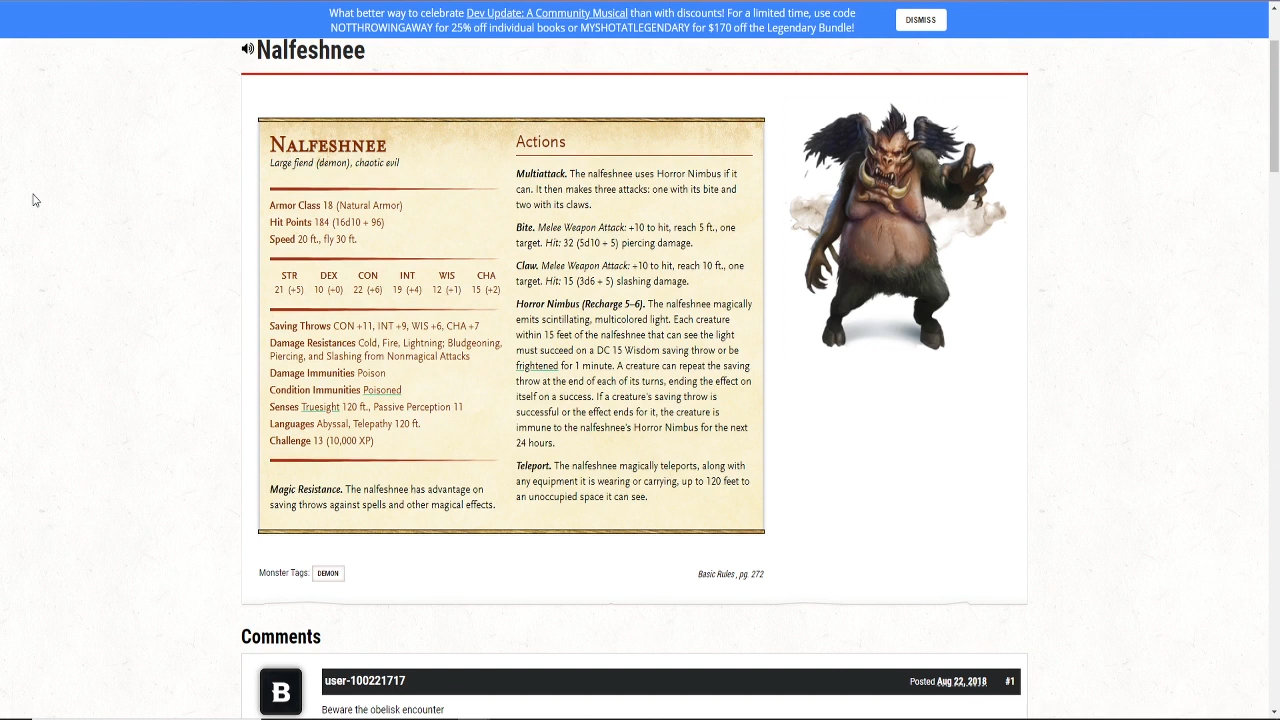 What better way to celebrate Dev Update: A Community Musical than with discounts! For a limited time, use code
NOTTHROWINGAWAY for 25% off individual books or MYSHOTATLEGENDARY for $170 off the Legendary Bundle!
DISMISS
Nalfeshnee
Nalfeshnee
Large fiend (demon), chaotic evil
Armor Class 18 (Natural Armor)
Hit Points 184 (16d10 + 96)
Speed 20 ft., fly 30 ft.
STR DEX CON INT WIS CHA
21 (+5) 10 (+0) 22 (+6) 19 (+4) 12 (+1) 15 (+2)
Saving Throws CON +11, INT +9, WIS +6, CHA +7
Damage Resistances Cold, Fire, Lightning; Bludgeoning,
Piercing, and Slashing from Nonmagical Attacks
Damage Immunities Poison
Condition Immunities Poisoned
Senses Truesight 120 ft., Passive Perception 11
Languages Abyssal, Telepathy 120 ft.
Challenge 13 (10,000 XP)
Magic Resistance. The nalfeshnee has advantage on
saving throws against spells and other magical effects.
Actions
Multiattack. The nalfeshnee uses Horror Nimbus if it
can. It then makes three attacks: one with its bite and
two with its claws.
Bite. Melee Weapon Attack: +10 to hit, reach 5 ft., one
target. Hit: 32 (5d10 + 5) piercing damage.
Claw. Melee Weapon Attack: +10 to hit, reach 10 ft., one
target. Hit: 15 (3d6 + 5) slashing damage.
Horror Nimbus (Recharge 5–6). The nalfeshnee magically
emits scintillating, multicolored light. Each creature
within 15 feet of the nalfeshnee that can see the light
must succeed on a DC 15 Wisdom saving throw or be
frightened for 1 minute. A creature can repeat the saving
throw at the end of each of its turns, ending the effect on
itself on a success. If a creature's saving throw is
successful or the effect ends for it, the creature is
immune to the nalfeshnee's Horror Nimbus for the next
24 hours.
Teleport. The nalfeshnee magically teleports, along with
any equipment it is wearing or carrying, up to 120 feet to
an unoccupied space it can see.
Monster Tags: DEMON
Basic Rules , pg. 272
Comments
B
user-100221717
Posted Aug 22, 2018 #1
Beware the obelisk encounter